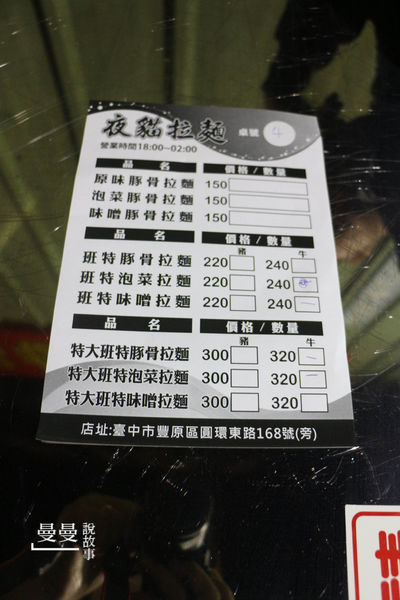 夜貓拉麵 桌號 4
營業時間18:00~02:00
品 名 價格 / 數量
原味豚骨拉麵 150
泡菜豚骨拉麵 150
味噌豚骨拉麵 150
品 名 價格 / 數量
豬 牛
班特豚骨拉麵 220 240
班特泡菜拉麵 220 240
班特味噌拉麵 220 240
品 名 價格 / 數量
豬 牛
特大班特豚骨拉麵 300 320
特大班特泡菜拉麵 300 320
特大班特味噌拉麵 300 320
店址:臺中市豐原區圓環東路168號(旁)
曼曼 說故事